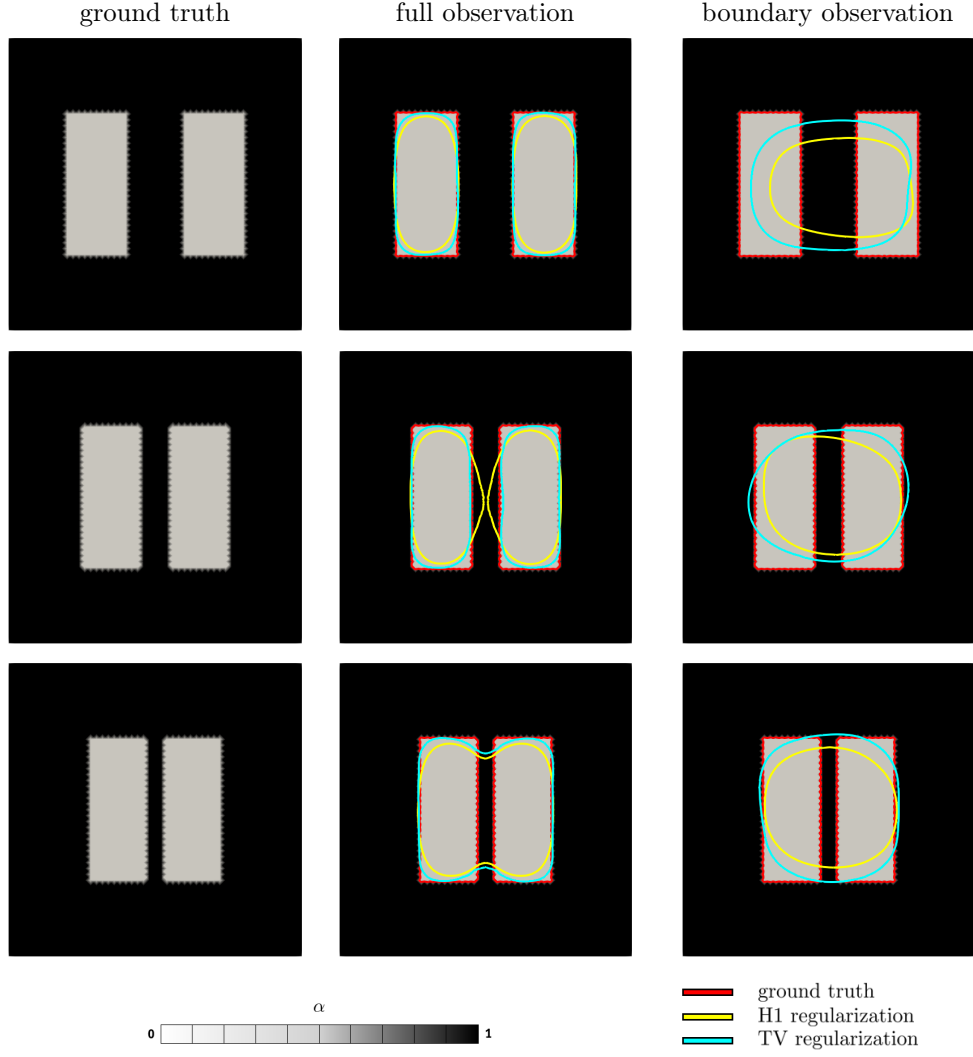 ground truth full observation boundary observation
α
0 1
ground truth
H1 regularization
TV regularization